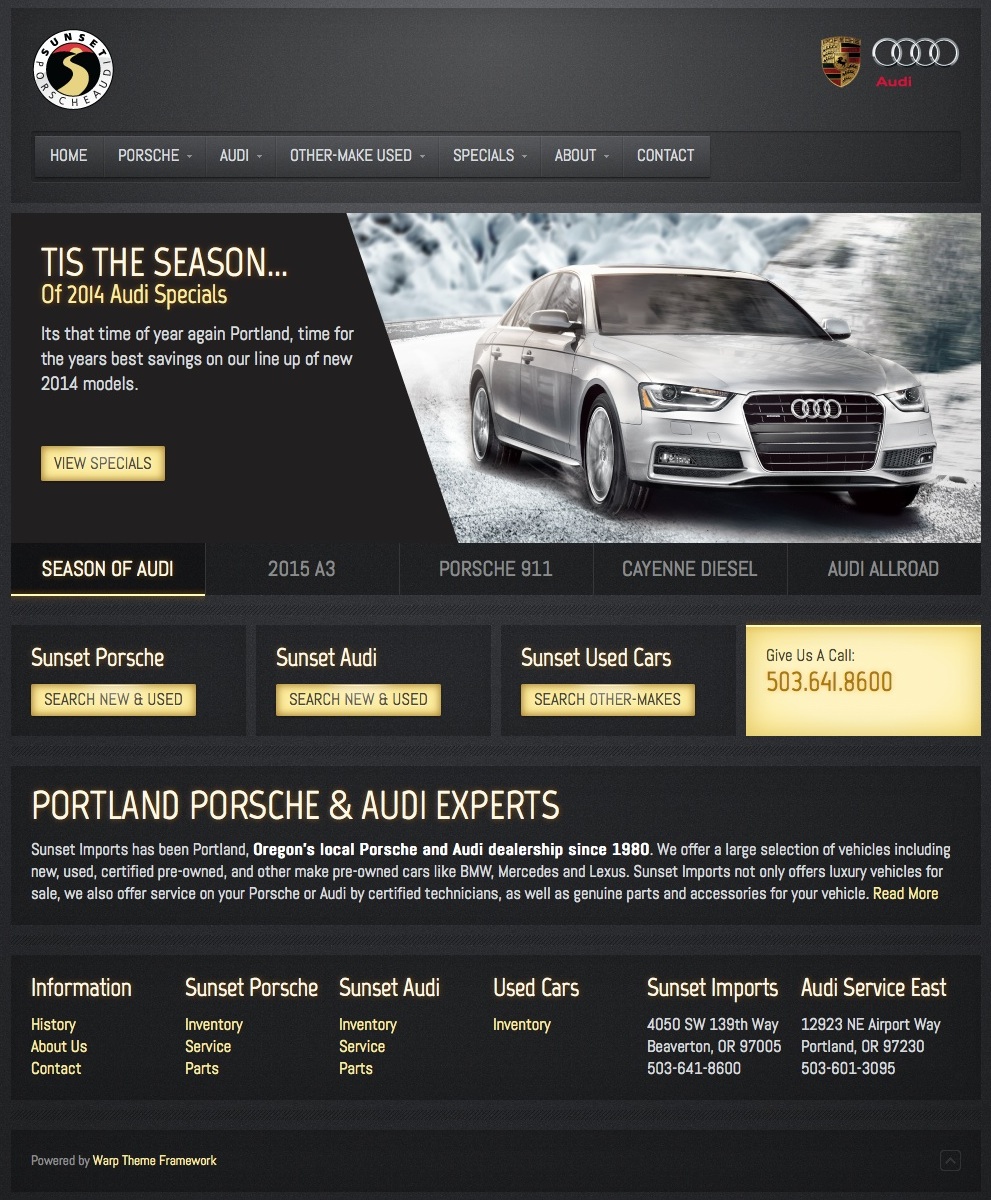 SUNSET
PORSCHE AUDI
Audi
HOME
PORSCHE
AUDI
OTHER-MAKE USED
SPECIALS
ABOUT
CONTACT
TIS THE SEASON...
Of 2014 Audi Specials
Its that time of year again Portland, time for
the years best savings on our line up of new
2014 models.
VIEW SPECIALS
SEASON OF AUDI
2015 A3
PORSCHE 911
CAYENNE DIESEL
AUDI ALLROAD
Sunset Porsche
SEARCH NEW & USED
Sunset Audi
SEARCH NEW & USED
Sunset Used Cars
SEARCH OTHER-MAKES
Give Us A Call:
503.641.8600
PORTLAND PORSCHE & AUDI EXPERTS
Sunset Imports has been Portland, Oregon's local Porsche and Audi dealership since 1980. We offer a large selection of vehicles including
new, used, certified pre-owned, and other make pre-owned cars like BMW, Mercedes and Lexus. Sunset Imports not only offers luxury vehicles for
sale, we also offer service on your Porsche or Audi by certified technicians, as well as genuine parts and accessories for your vehicle. Read More
Information
History
About Us
Contact
Sunset Porsche
Inventory
Service
Parts
Sunset Audi
Inventory
Service
Parts
Used Cars
Inventory
Sunset Imports
4050 SW 139th Way
Beaverton, OR 97005
503-641-8600
Audi Service East
12923 NE Airport Way
Portland, OR 97230
503-601-3095
Powered by Warp Theme Framework